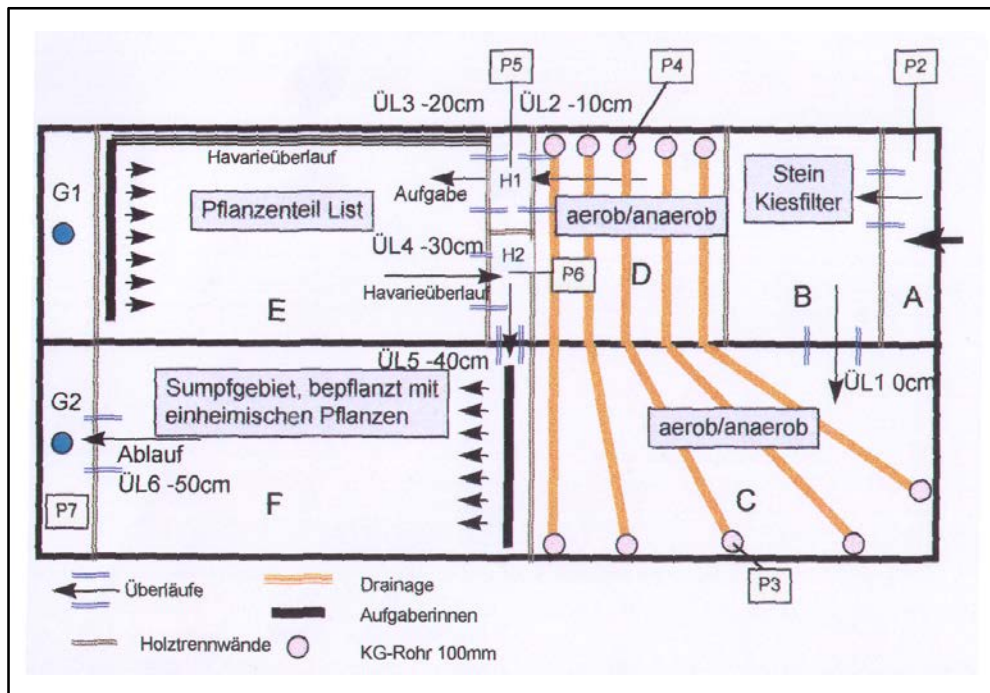 P5
P4
P2
ÜL3 -20cm
ÜL2 -10cm
Havarieüberlauf
G1
Aufgabe
H1
Pflanzenteil List
aerob/anaerob
Stein
Kiesfilter
ÜL4 -30cm
H2
P6
D
Havarieüberlauf
E
B
A
ÜL5 -40cm
ÜL1 0cm
Sumpfgebiet, bepflanzt mit
einheimischen Pflanzen
G2
aerob/anaerob
Ablauf
ÜL6 -50cm
F
C
P7
P3
Überläufe
Drainage
Aufgaberinnen
Holztrennwände
KG-Rohr 100mm